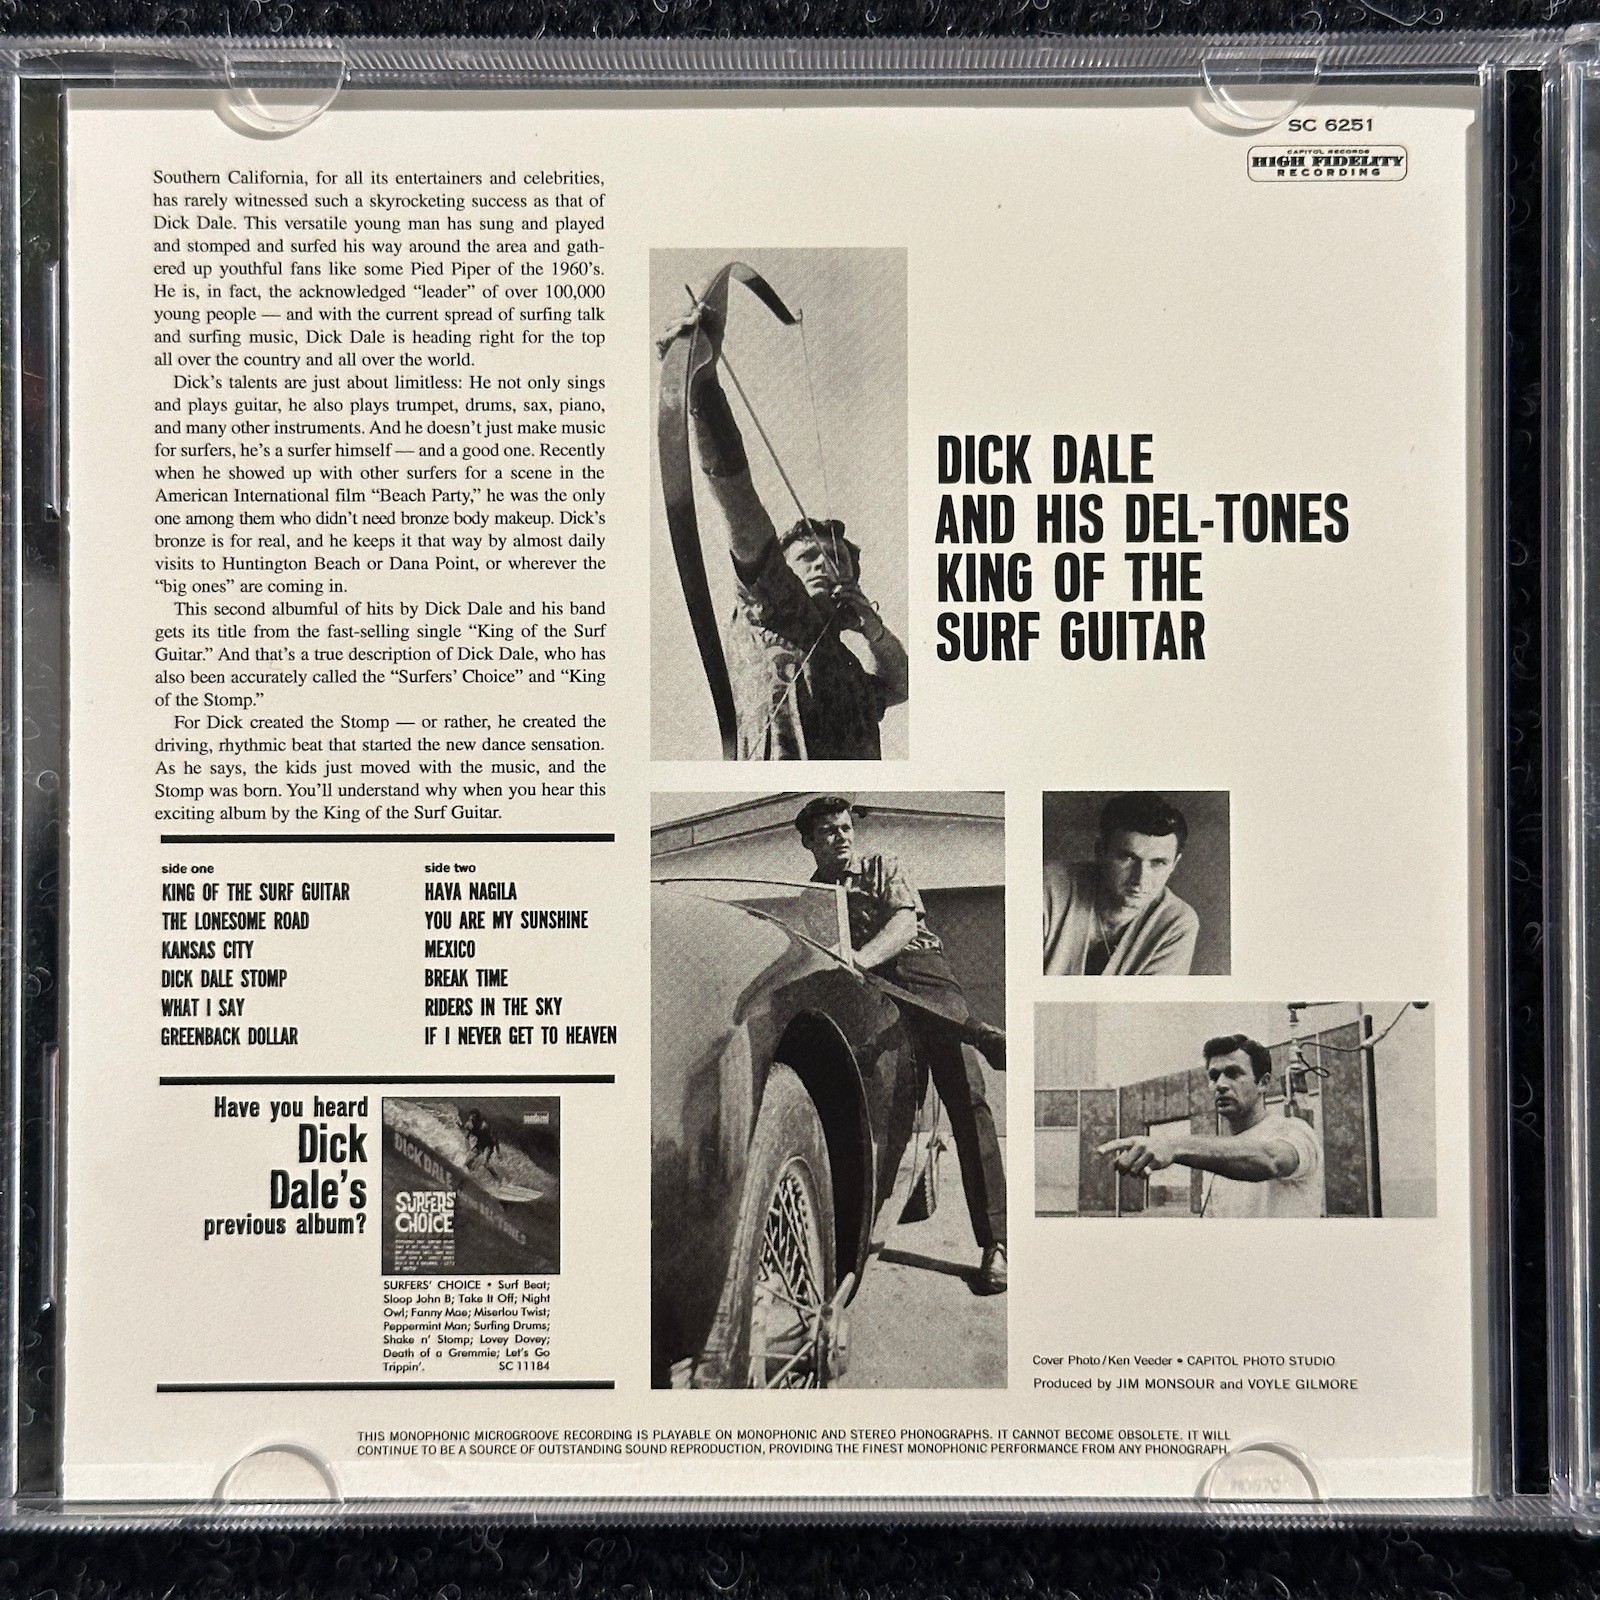 SC 6251
CAPITOL RECORDS
HIGH FIDELITY
RECORDING
Southern California, for all its entertainers and celebrities,
has rarely witnessed such a skyrocketing success as that of
Dick Dale. This versatile young man has sung and played
and stomped and surfed his way around the area and gath-
ered up youthful fans like some Pied Piper of the 1960's.
He is, in fact, the acknowledged "leader" of over 100,000
young people — and with the current spread of surfing talk
and surfing music, Dick Dale is heading right for the top
all over the country and all over the world.
Dick's talents are just about limitless: He not only sings
and plays guitar, he also plays trumpet, drums, sax, piano,
and many other instruments. And he doesn't just make music
for surfers, he's a surfer himself — and a good one. Recently
when he showed up with other surfers for a scene in the
American International film "Beach Party," he was the only
one among them who didn't need bronze body makeup. Dick's
bronze is for real, and he keeps it that way by almost daily
visits to Huntington Beach or Dana Point, or wherever the
"big ones" are coming in.
This second albumful of hits by Dick Dale and his band
gets its title from the fast-selling single "King of the Surf
Guitar." And that's a true description of Dick Dale, who has
also been accurately called the "Surfers' Choice" and "King
of the Stomp."
For Dick created the Stomp — or rather, he created the
driving, rhythmic beat that started the new dance sensation.
As he says, the kids just moved with the music, and the
Stomp was born. You'll understand why when you hear this
exciting album by the King of the Surf Guitar.
DICK DALE
AND HIS DEL-TONES
KING OF THE
SURF GUITAR
side one
KING OF THE SURF GUITAR
THE LONESOME ROAD
KANSAS CITY
DICK DALE STOMP
WHAT I SAY
GREENBACK DOLLAR
side two
HAVA NAGILA
YOU ARE MY SUNSHINE
MEXICO
BREAK TIME
RIDERS IN THE SKY
IF I NEVER GET TO HEAVEN
Have you heard
Dick
Dale's
previous album?
DICK DALE
SURFERS'
CHOICE
DEL-TONES
SURFERS' CHOICE • Surf Beat;
Sloop John B; Take It Off; Night
Owl; Fanny Mae; Miserlou Twist;
Peppermint Man; Surfing Drums;
Shake n' Stomp; Lovey Dovey;
Death of a Gremmie; Let's Go
Trippin'. SC 11184
Cover Photo/Ken Veeder • CAPITOL PHOTO STUDIO
Produced by JIM MONSOUR and VOYLE GILMORE
THIS MONOPHONIC MICROGROOVE RECORDING IS PLAYABLE ON MONOPHONIC AND STEREO PHONOGRAPHS. IT CANNOT BECOME OBSOLETE. IT WILL
CONTINUE TO BE A SOURCE OF OUTSTANDING SOUND REPRODUCTION, PROVIDING THE FINEST MONOPHONIC PERFORMANCE FROM ANY PHONOGRAPH.